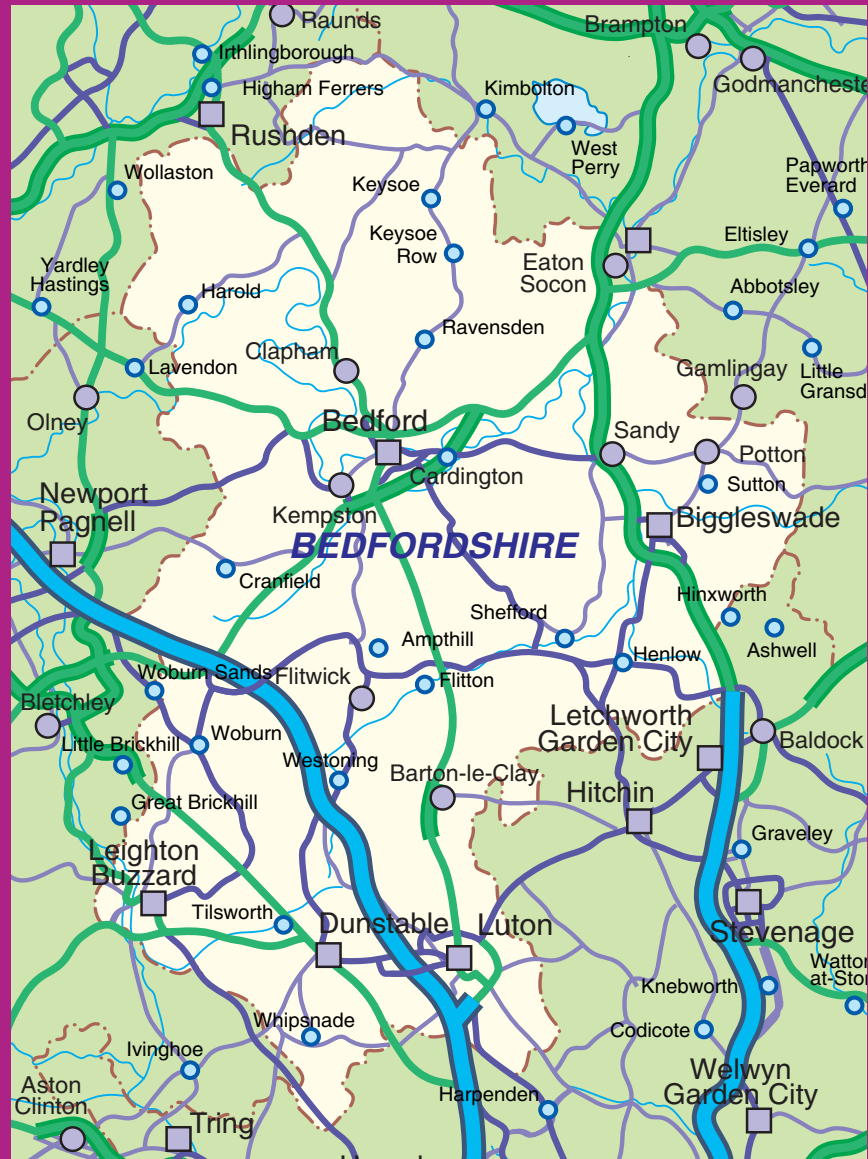 Raunds
Brampton
Irthlingborough
Godmancheste
Higham Ferrers
Kimbolton
Rushden
West
Perry
Wollaston
Papworth
Everard
Keysoe
Keysoe
Row
Eltisley
Eaton
Socon
Yardley
Hastings
Harold
Abbotsley
Ravensden
Clapham
Lavendon
Gamlingay
Little
Gransd
Olney
Bedford
Sandy
Potton
Cardington
Sutton
Newport
Pagnell
Kempston
Biggleswade
BEDFORDSHIRE
Cranfield
Hinxworth
Shefford
Ampthill
Ashwell
Henlow
Woburn Sands
Flitwick
Flitton
Bletchley
Letchworth
Garden City
Woburn
Little Brickhill
Baldock
Westoning
Barton-le-Clay
Hitchin
Great Brickhill
Graveley
Leighton
Buzzard
Tilsworth
Dunstable
Luton
Stevenage
Watton
at-Ston
Knebworth
Whipsnade
Codicote
Ivinghoe
Welwyn
Garden City
Aston
Clinton
Harpenden
Tring